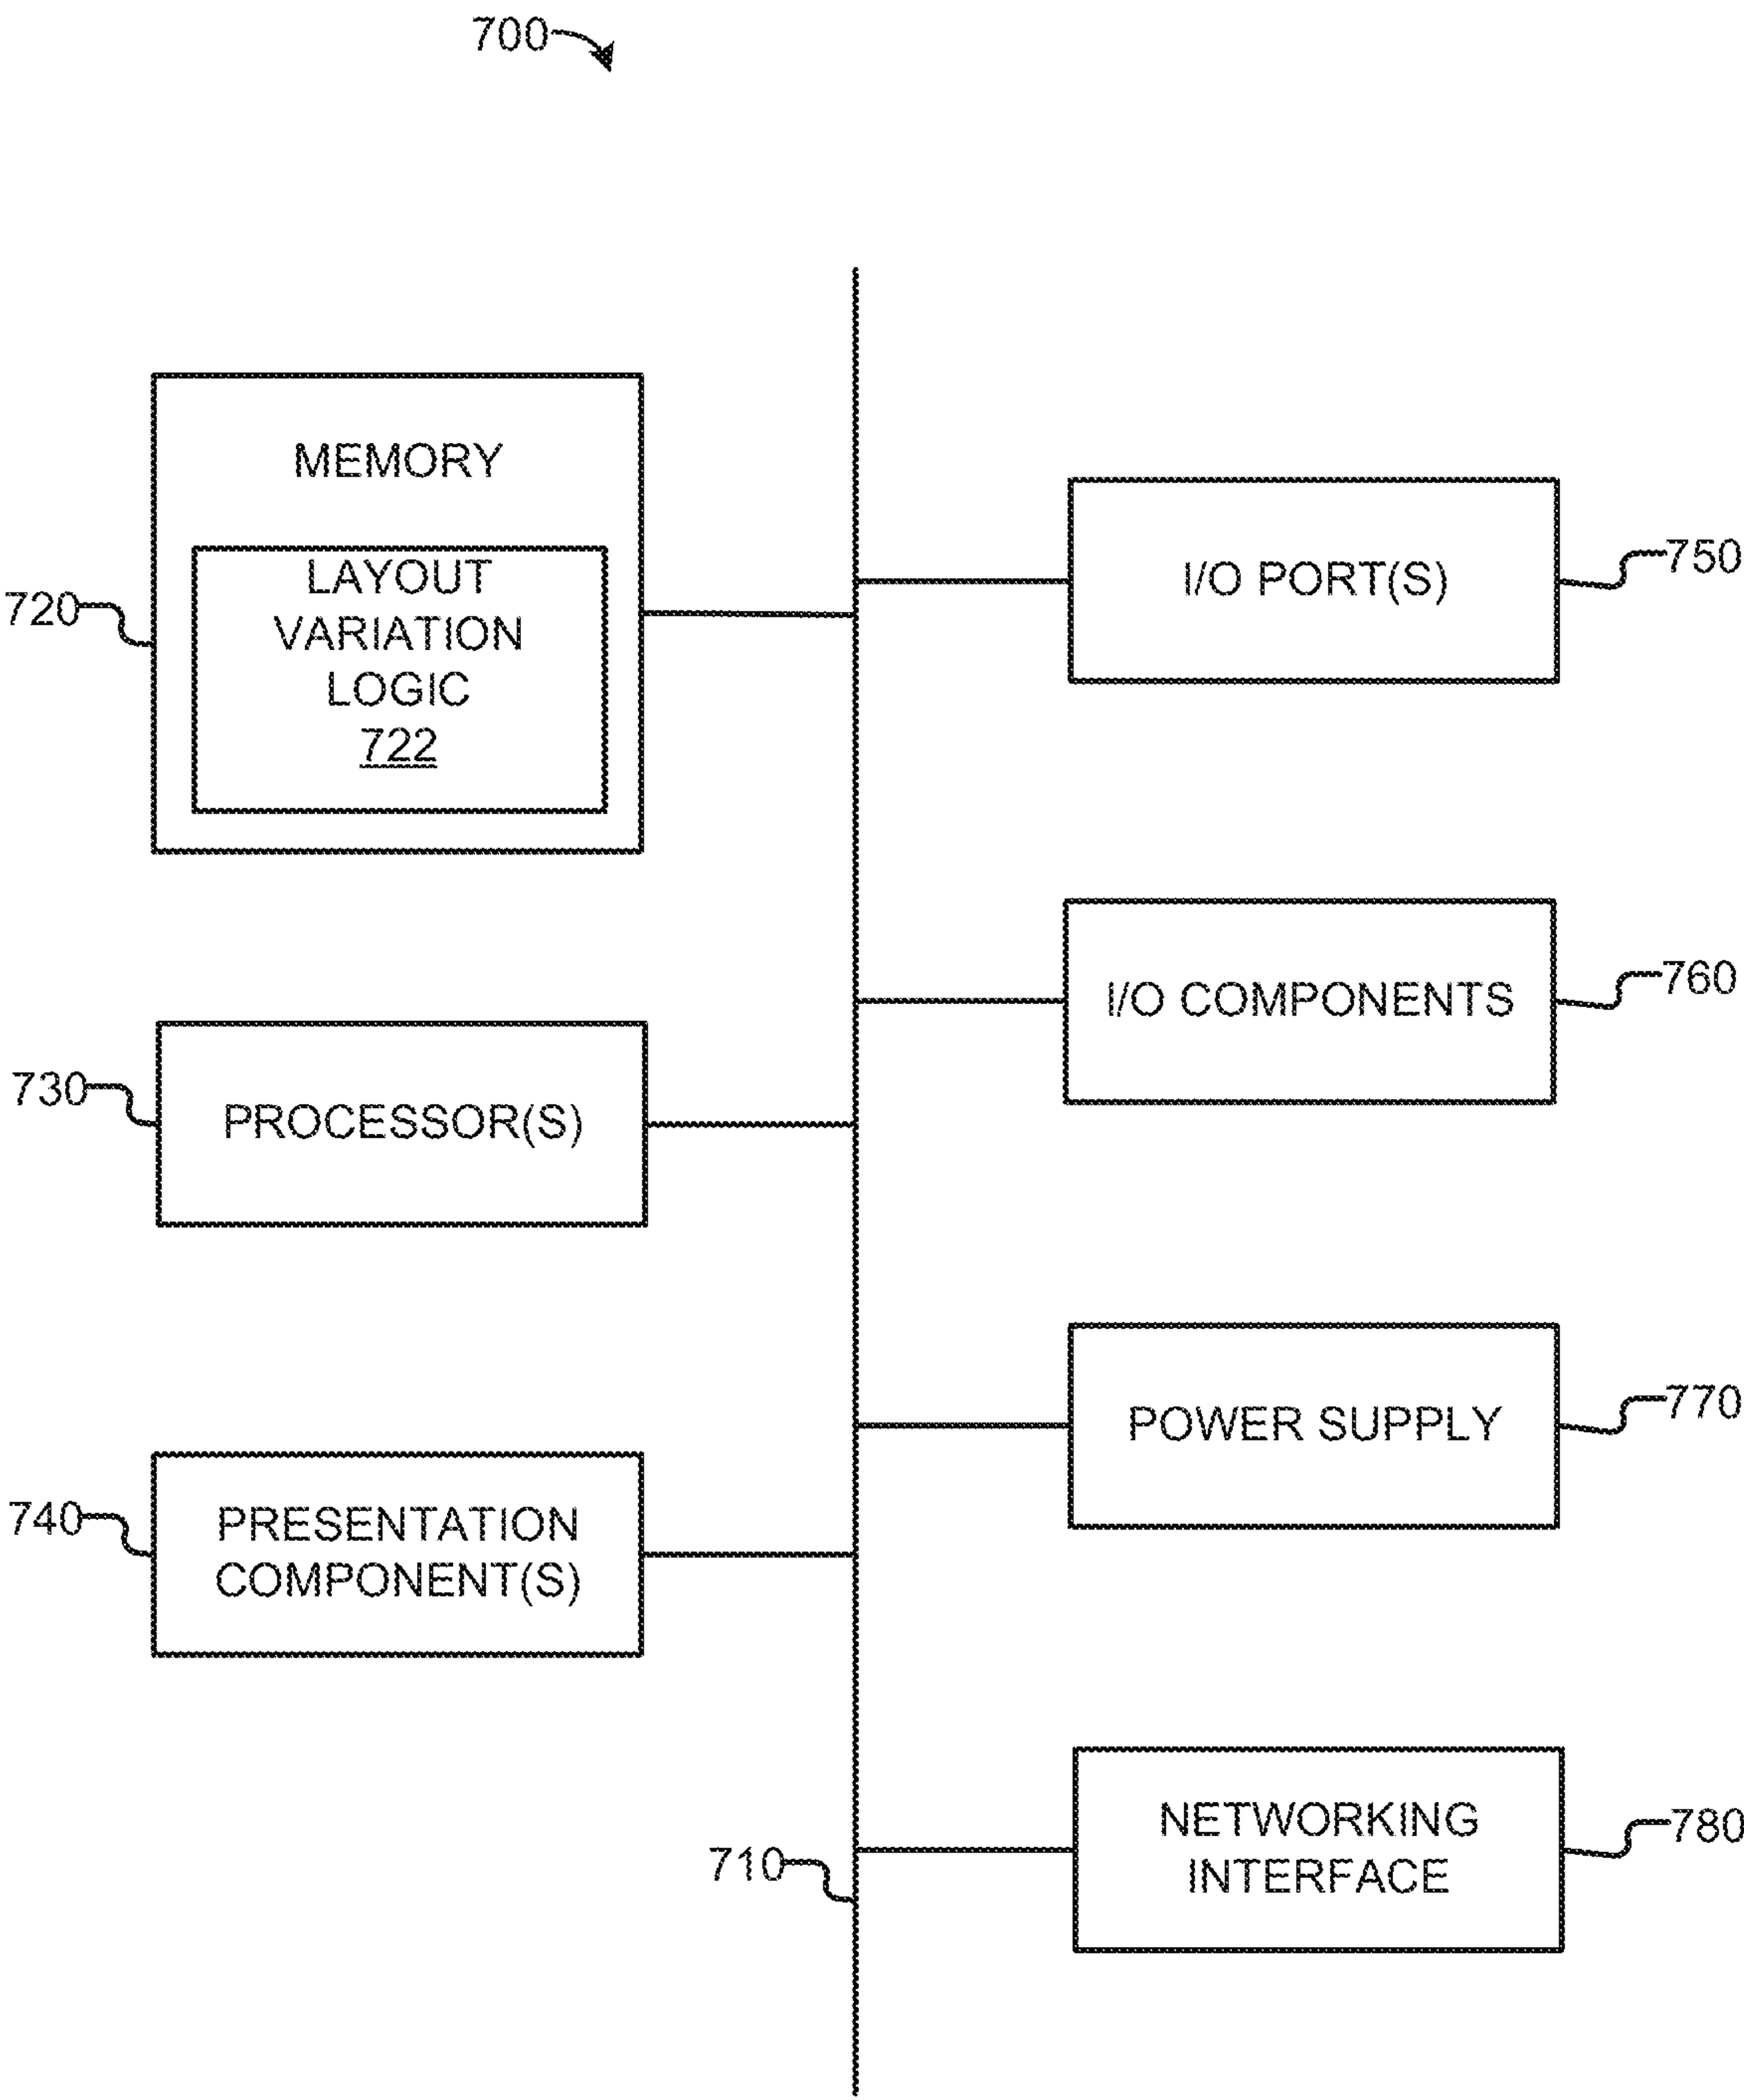 700
MEMORY
LAYOUT
VARIATION
LOGIC
722
720
PROCESSOR(S)
730
PRESENTATION
COMPONENT(S)
740
710
I/O PORT(S)
750
I/O COMPONENTS
760
POWER SUPPLY
770
NETWORKING
INTERFACE
780